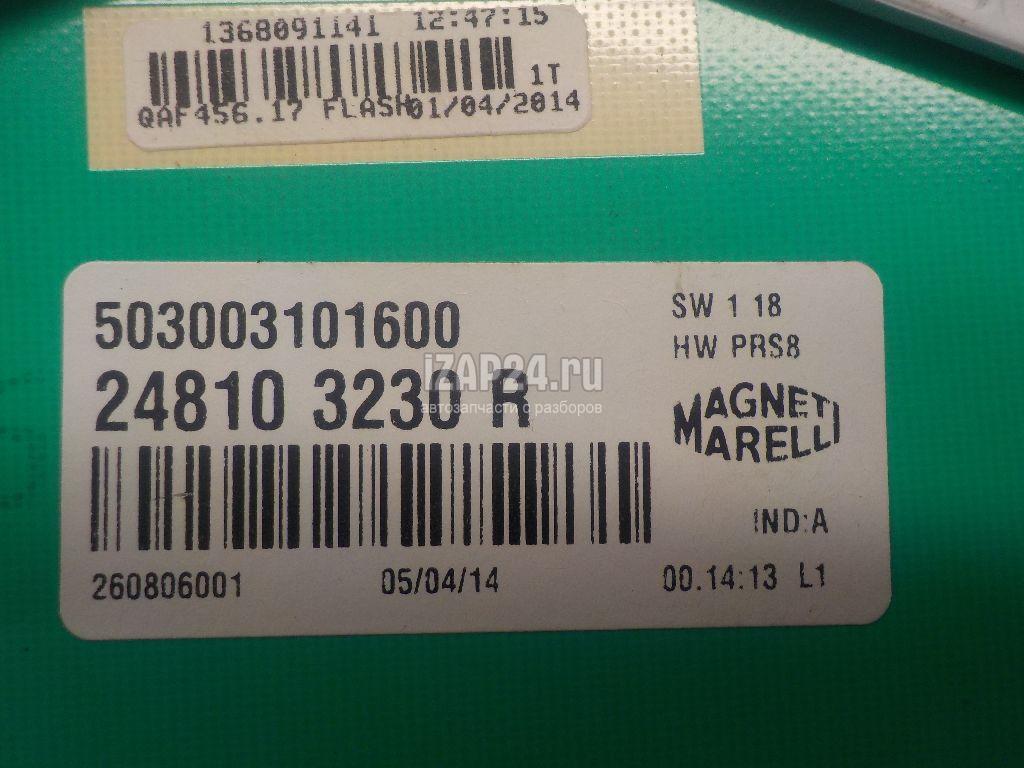 1368091141 12:47:15
1T
QAF456.17 FLASH01/04/2014
503003101600
SW 1 18
HW PRS8
24810 3230 R
iZAP24.ru
автозапчасти с разборов
MAGNETI
MARELLI
IND:A
260806001 05/04/14 00.14:13 L1